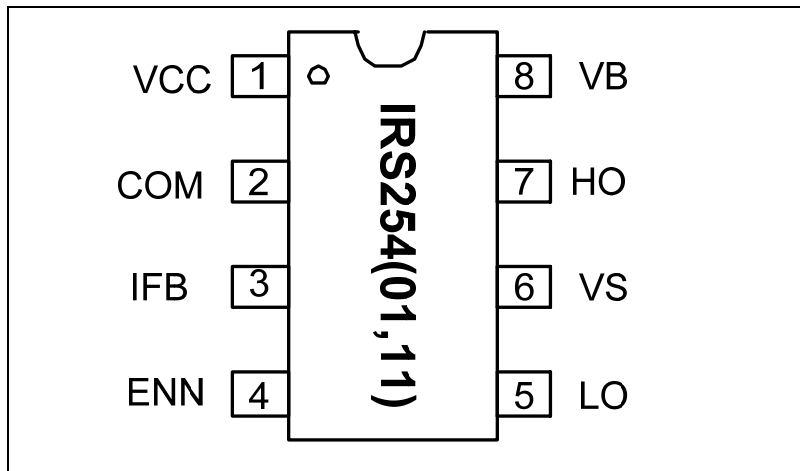 VCC 1 8 VB
COM 2 7 HO
IFB 3 6 VS
ENN 4 5 LO
IRS254(01,11)